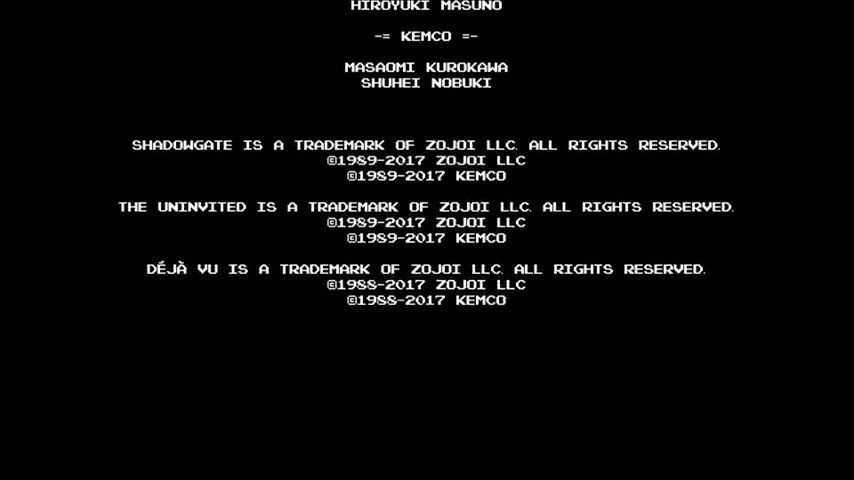 HIROYUKI MASUNO
-= KEMCO =-
MASAOMI KUROKAWA
SHUHEI NOBUKI
SHADOWGATE IS A TRADEMARK OF ZOJOI LLC. ALL RIGHTS RESERVED.
©1989-2017 ZOJOI LLC
©1989-2017 KEMCO
THE UNINVITED IS A TRADEMARK OF ZOJOI LLC. ALL RIGHTS RESERVED.
©1989-2017 ZOJOI LLC
©1989-2017 KEMCO
DÉJÀ VU IS A TRADEMARK OF ZOJOI LLC. ALL RIGHTS RESERVED.
©1988-2017 ZOJOI LLC
©1988-2017 KEMCO